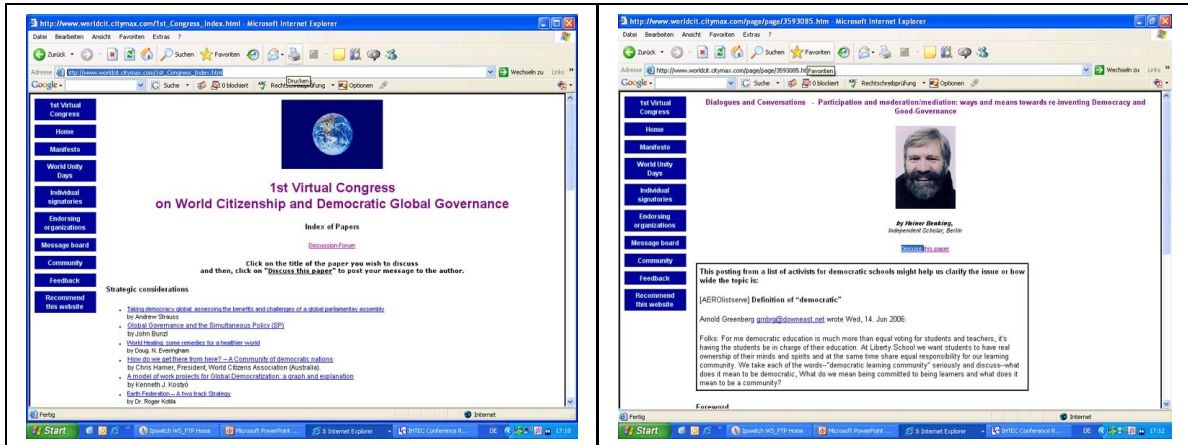 http://www.worldcit.citymax.com/1st_Congress_Index.html - Microsoft Internet Explorer
Datei Bearbeiten Ansicht Favoriten Extras ?
Zurück Suchen Favoriten
Adresse http://www.worldcit.citymax.com/1st_Congress_Index.html Wechseln zu Links
Drucken
Google Suche 0 blockiert Rechtschreibprüfung Optionen
1st Virtual
Congress
Home
Manifesto
World Unity
Days
Individual
signatories
Endorsing
organizations
Message board
Community
Feedback
Recommend
this website
1st Virtual Congress
on World Citizenship and Democratic Global Governance
Index of Papers
Discussion Forum
Click on the title of the paper you wish to discuss
and then, click on "Discuss this paper" to post your message to the author.
Strategic considerations
Taking democracy global: assessing the benefits and challenges of a global parliamentary assembly
by Andrew Strauss
Global Governance and the Simultaneous Policy (SP)
by John Bunzl
World Healing: some remedies for a healthier world
by Doug. N. Everingham
How do we get there from here? – A Community of democratic nations
by Chris Hamer, President, World Citizens Association (Australia).
A model of work projects for Global Democratization: a graph and explanation
by Kenneth J. Kostyó
Earth Federation – A two track Strategy
by Dr. Roger Kotila
Fertig Internet
Start Ipswitch WS_FTP Home Microsoft PowerPoint ... 5 Internet Explorer IHTEC Conference R... DE 17:10
http://www.worldcit.citymax.com/page/page/3593085.htm - Microsoft Internet Explorer
Datei Bearbeiten Ansicht Favoriten Extras ?
Zurück Suchen Favoriten
Adresse http://www.worldcit.citymax.com/page/page/3593085.htm Favoriten Wechseln zu Links
Google Suche 0 blockiert Rechtschreibprüfung Optionen
1st Virtual
Congress
Home
Manifesto
World Unity
Days
Individual
signatories
Endorsing
organizations
Message board
Community
Feedback
Recommend
this website
Dialogues and Conversations - Participation and moderation/mediation: ways and means towards re-inventing Democracy and
Good-Governance
by Heiner Benking,
Independent Scholar, Berlin
Discuss this paper
This posting from a list of activists for democratic schools might help us clarify the issue or how
wide the topic is:
[AEROlistserve] Definition of "democratic"
Arnold Greenberg grnbrg@downeast.net wrote Wed, 14. Jun 2006:
Folks: For me democratic education is much more than equal voting for students and teachers, it's
having the students be in charge of their education. At Liberty School we want students to have real
ownership of their minds and spirits and at the same time share equal responsibility for our learning
community. We take each of the words--"democratic learning community" seriously and discuss--what
does it mean to be democratic, What do we mean being committed to being learners and what does it
mean to be a community?
Foreword
Fertig Internet
Start Ipswitch WS_FTP Home Microsoft PowerPoint ... 5 Internet Explorer IHTEC Conference R... DE 17:12